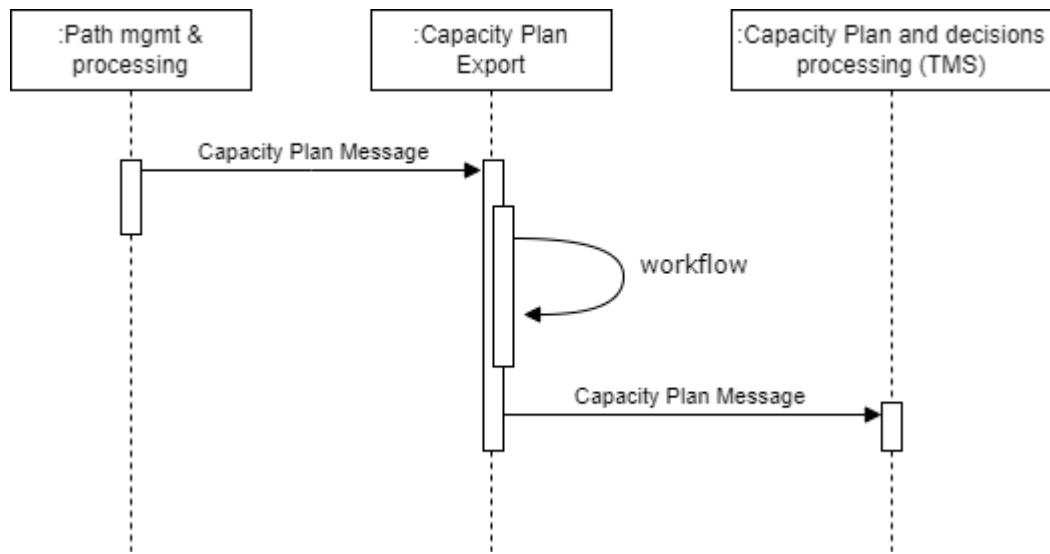 :Path mgmt &
processing
:Capacity Plan
Export
:Capacity Plan and decisions
processing (TMS)
Capacity Plan Message
workflow
Capacity Plan Message